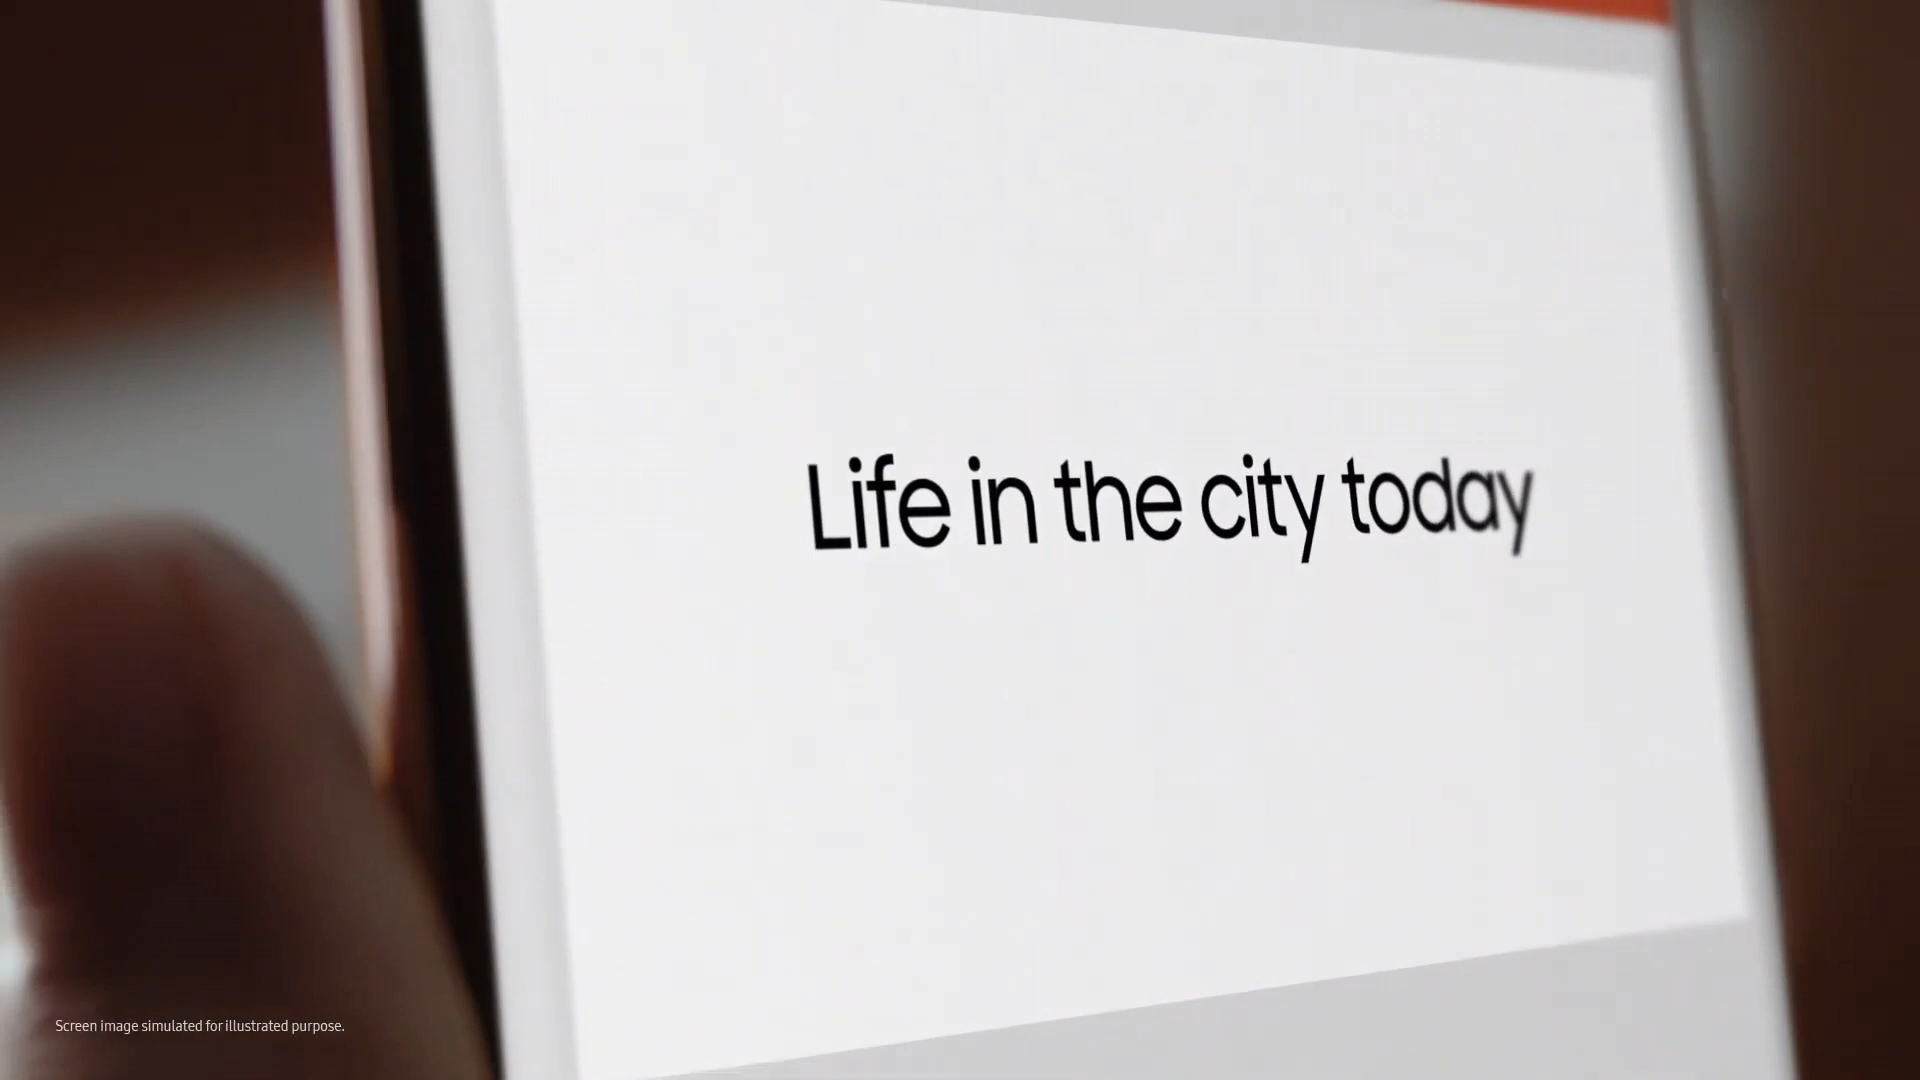 Life in the city today
Screen image simulated for illustrated purpose.